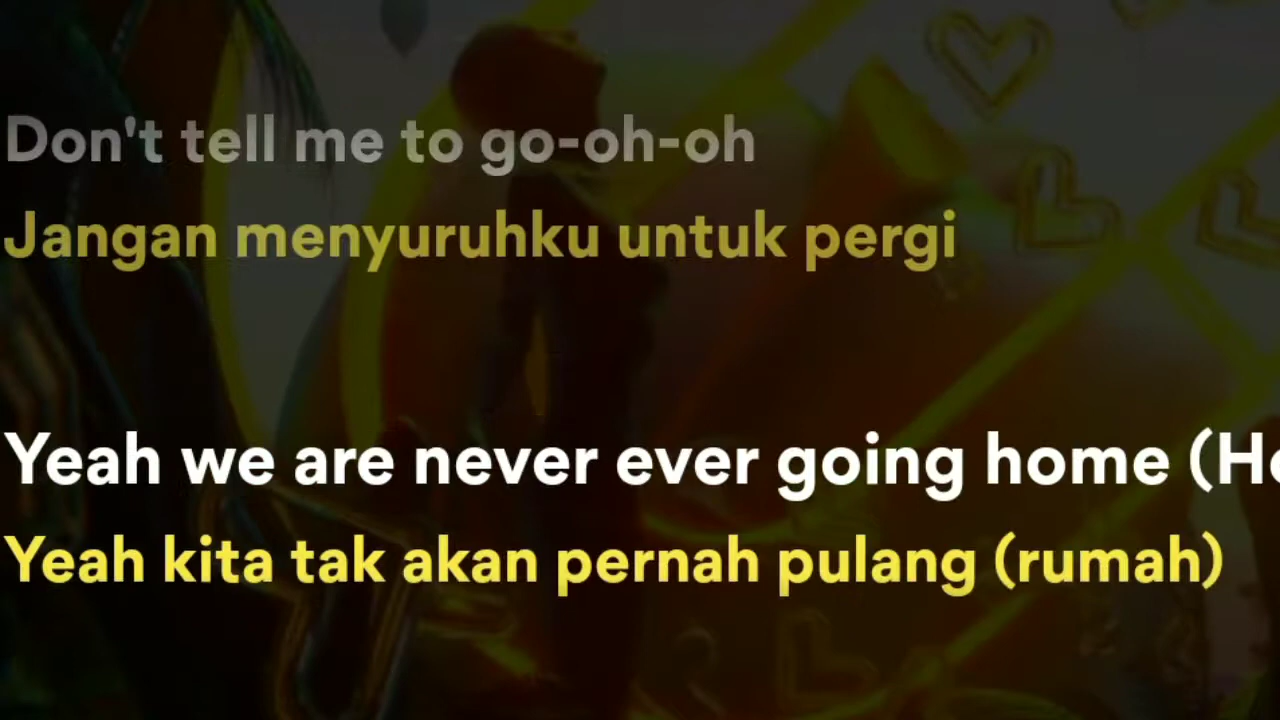 Don't tell me to go-oh-oh
Jangan menyuruhku untuk pergi
Yeah we are never ever going home
Yeah kita tak akan pernah pulang (rumah)